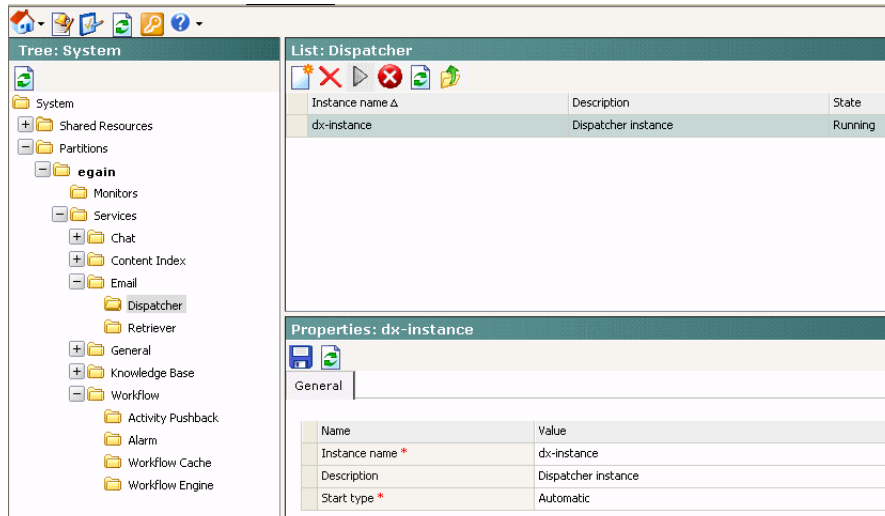 Tree: System
System
Shared Resources
Partitions
egain
Monitors
Services
Chat
Content Index
Email
Dispatcher
Retriever
General
Knowledge Base
Workflow
Activity Pushback
Alarm
Workflow Cache
Workflow Engine
List: Dispatcher
Instance name Description State
dx-instance Dispatcher instance Running
Properties: dx-instance
General
Name Value
Instance name * dx-instance
Description Dispatcher instance
Start type * Automatic